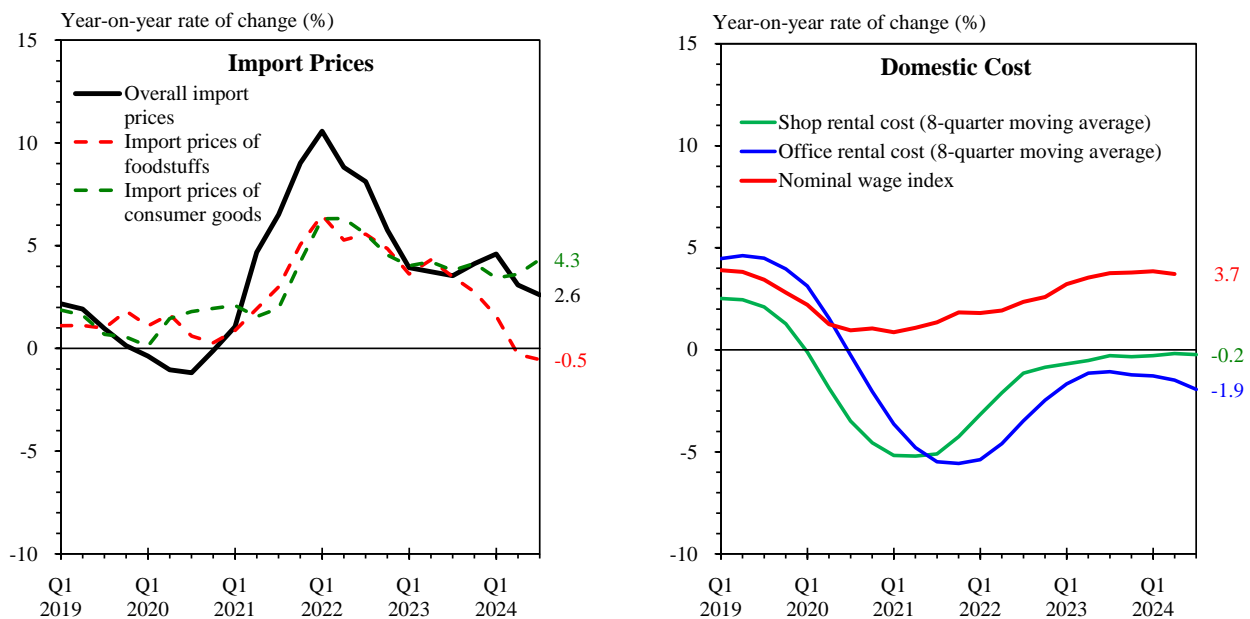 Year-on-year rate of change (%)
Import Prices
Overall import
prices
Import prices of
foodstuffs
Import prices of
consumer goods
15
10
5
0
-5
-10
4.3
2.6
-0.5
Q1
2019
Q1
2020
Q1
2021
Q1
2022
Q1
2023
Q1
2024
Year-on-year rate of change (%)
Domestic Cost
Shop rental cost (8-quarter moving average)
Office rental cost (8-quarter moving average)
Nominal wage index
15
10
5
0
-5
-10
3.7
-0.2
-1.9
Q1
2019
Q1
2020
Q1
2021
Q1
2022
Q1
2023
Q1
2024